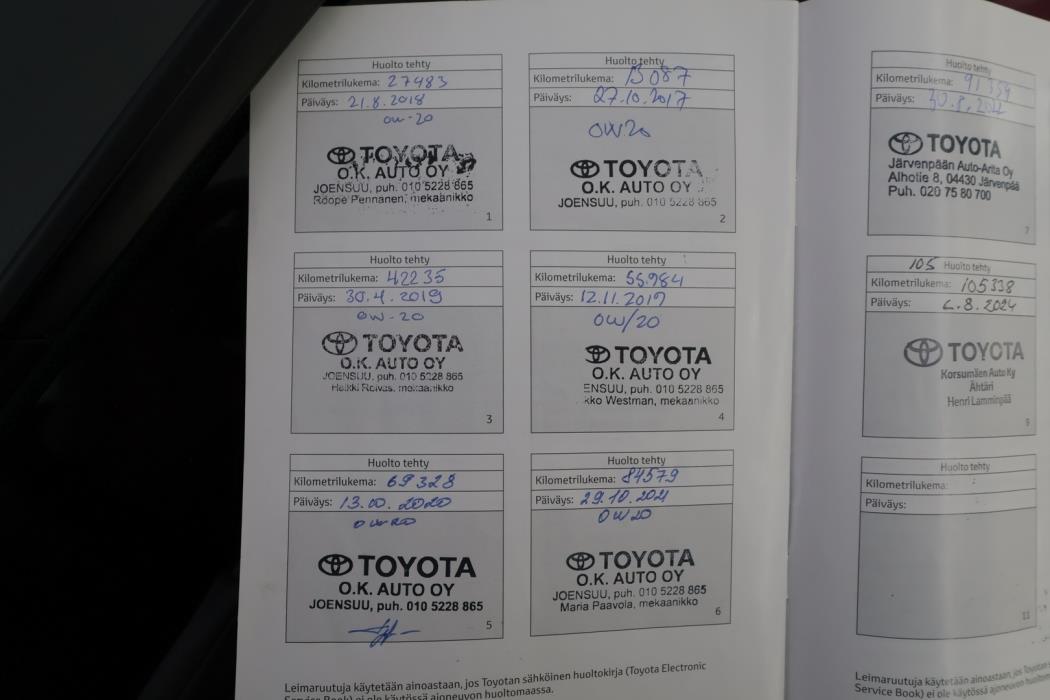 Huolto tehty
Kilometrilukema: 27483
Päiväys: 21.8.2018
0W-20
TOYOTA
O.K. AUTO OY
JOENSUU, puh. 010 5228 865
Roope Pennanen, mekaanikko
1
Huolto tehty
Kilometrilukema: 13087
Päiväys: 27.10.2017
0W20
TOYOTA
O.K. AUTO OY
JOENSUU, puh. 010 5228 865
2
Huolto tehty
Kilometrilukema: 42235
Päiväys: 30.4.2019
0W-20
TOYOTA
O.K. AUTO OY
JOENSUU, puh. 010 5228 865
Heikki Roivas, mekaanikko
3
Huolto tehty
Kilometrilukema: 55984
Päiväys: 12.11.2019
0W/20
TOYOTA
O.K. AUTO OY
ENSUU, puh. 010 5228 865
kko Westman, mekaanikko
4
Huolto tehty
Kilometrilukema: 69328
Päiväys: 2020
0W20
TOYOTA
O.K. AUTO OY
JOENSUU, puh. 010 5228 865
5
Huolto tehty
Kilometrilukema: 84579
Päiväys: 29.10.2021
0W20
TOYOTA
O.K. AUTO OY
JOENSUU, puh. 010 5228 865
Maria Paavola, mekaanikko
6
Leimaruutuja käytetään ainoastaan, jos Toyotan sähköinen huoltokirja (Toyota Electronic
Service Book) ei ole käytössä ajoneuvon huoltomaassa.
Huolto tehty
Kilometrilukema:
Päiväys:
TOYOTA
Järvenpään Auto-Arita Oy
Alhotie 8, 04430 Järvenpää
Puh. 020 75 80 700
7
105 Huolto tehty
Kilometrilukema: 105338
Päiväys: 2.8.2024
TOYOTA
Korsumäen Auto Ky
Ähtäri
Henri Lamminpää
9
Huolto tehty
Kilometrilukema:
Päiväys:
11
Leimaruutuja käytetään ainoastaan, jos Toyotan
Service Book) ei ole käytössä ajoneuvon